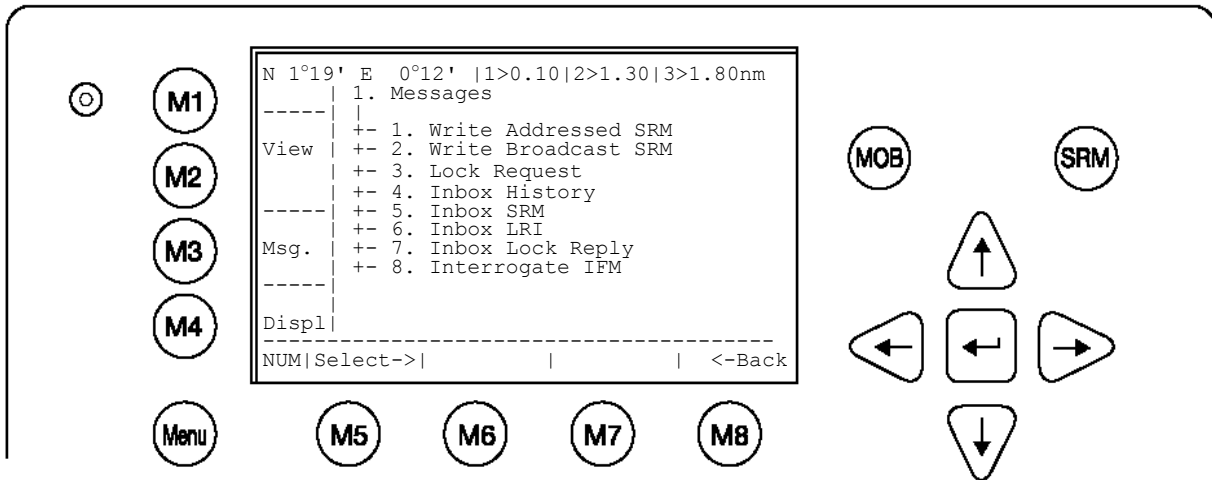 N 1°19' E 0°12' |1>0.10|2>1.30|3>1.80nm
| 1. Messages
-----| |
| +- 1. Write Addressed SRM
View | +- 2. Write Broadcast SRM
| +- 3. Lock Request
| +- 4. Inbox History
-----| +- 5. Inbox SRM
| +- 6. Inbox LRI
Msg. | +- 7. Inbox Lock Reply
| +- 8. Interrogate IFM
-----|
|
Displ|
----------------------------------------
NUM|Select->| | | <-Back
M1
M2
M3
M4
Menu
M5
M6
M7
M8
MOB
SRM